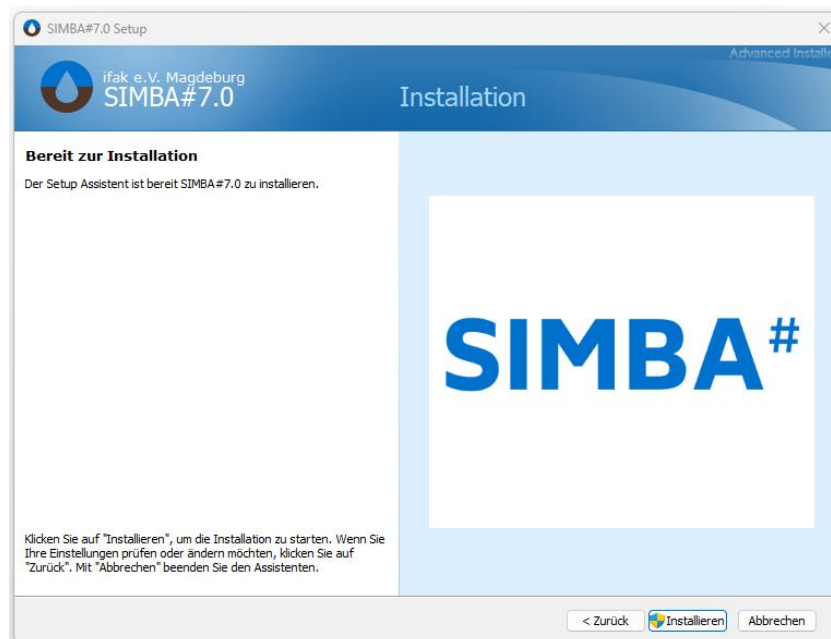 SIMBA#7.0 Setup
Advanced Installe
ifak e.V. Magdeburg
SIMBA#7.0
Installation
Bereit zur Installation
Der Setup Assistent ist bereit SIMBA#7.0 zu installieren.
SIMBA#
Klicken Sie auf "Installieren", um die Installation zu starten. Wenn Sie
Ihre Einstellungen prüfen oder ändern möchten, klicken Sie auf
"Zurück". Mit "Abbrechen" beenden Sie den Assistenten.
< Zurück
Installieren
Abbrechen